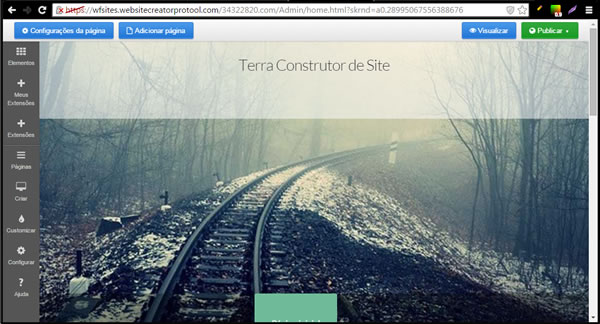 https://wfsites.websitecreatorprotool.com/34322820.com/Admin/home.html?skrnd=a0.28995067556388676
Configurações da página
Adicionar página
Visualizar
Publicar
Terra Construtor de Site
Elementos
Meus
Extensões
Extensões
Páginas
Criar
Customizar
Configurar
Ajuda